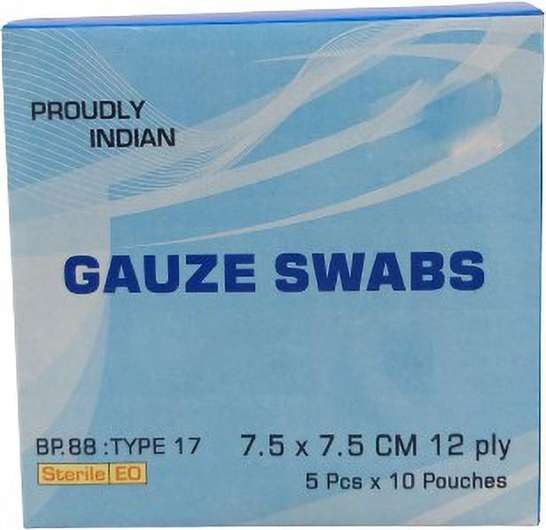 PROUDLY
INDIAN
GAUZE SWABS
BP.88 :TYPE 17
7.5 x 7.5 CM 12 ply
Sterile EO
5 Pcs x 10 Pouches